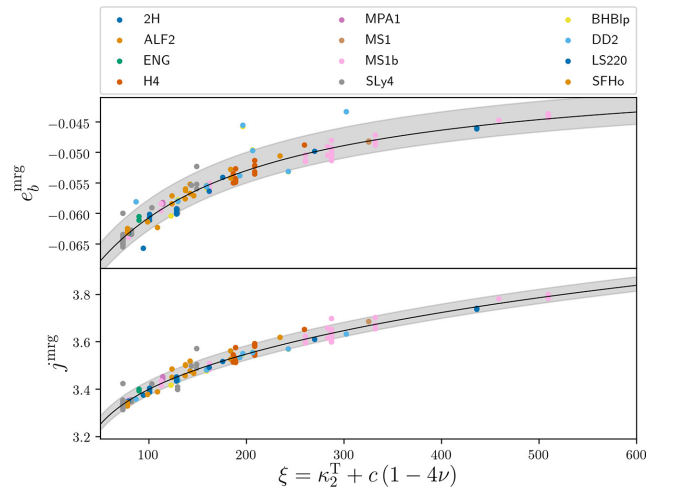 2H MPA1 BHBlp
ALF2 MS1 DD2
ENG MS1b LS220
H4 SLy4 SFHo
−0.045
−0.050
−0.055
−0.060
−0.065
e_b^mrg
3.8
3.6
3.4
3.2
j^mrg
100 200 300 400 500 600
ξ = κ_2^T + c (1 − 4ν)